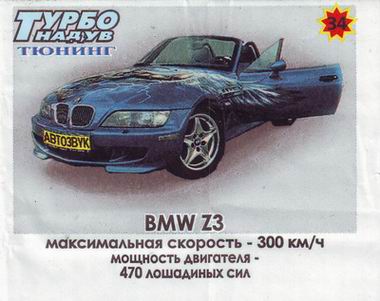 ТУРБО
НАДУВ
ТЮНИНГ
34
АВТОЗВУК
BMW Z3
максимальная скорость - 300 км/ч
мощность двигателя -
470 лошадиных сил